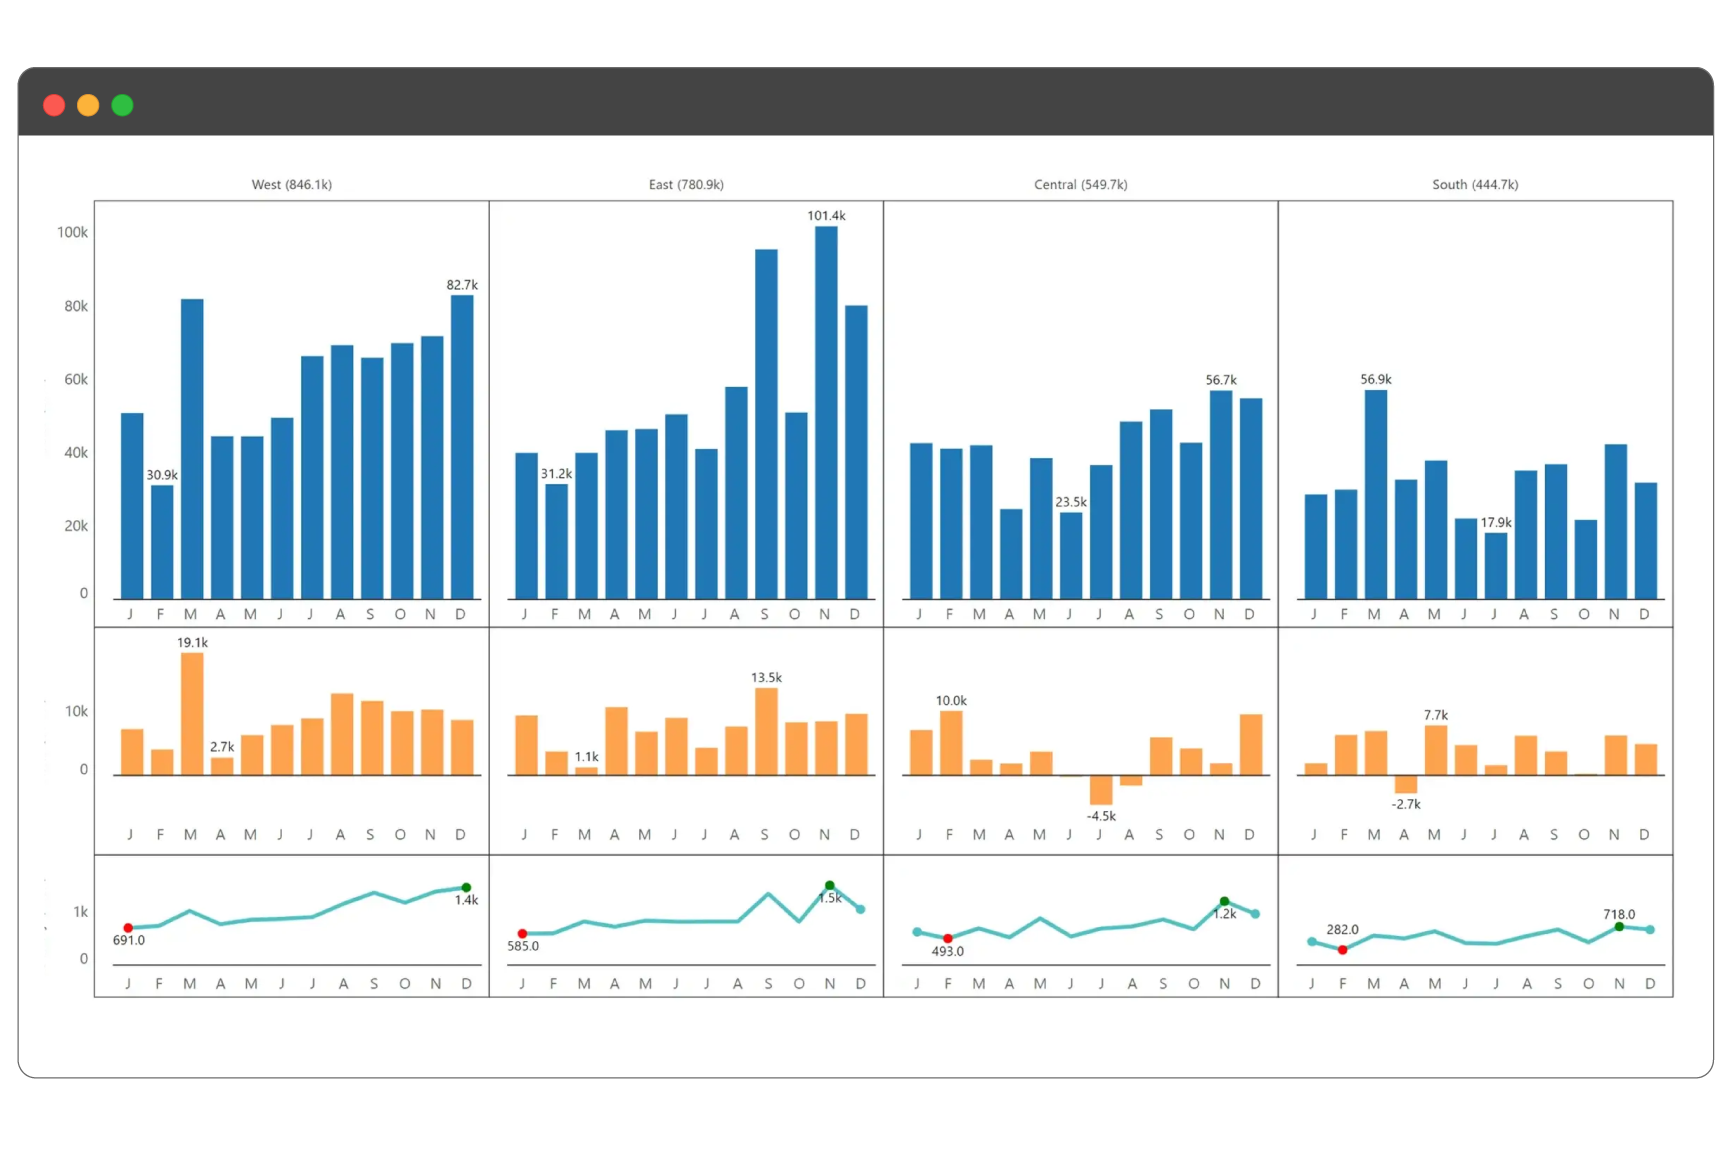 West (846.1k) East (780.9k) Central (549.7k) South (444.7k)
101.4k
100k
82.7k
80k
60k 56.7k 56.9k
40k 30.9k 31.2k 23.5k
20k 17.9k
0
J F M A M J J A S O N D J F M A M J J A S O N D J F M A M J J A S O N D J F M A M J J A S O N D
19.1k
13.5k
10k 10.0k 7.7k
2.7k 1.1k
0
-4.5k -2.7k
J F M A M J J A S O N D J F M A M J J A S O N D J F M A M J J A S O N D J F M A M J J A S O N D
1.4k 1.5k
1k 1.2k 718.0
691.0 585.0 493.0 282.0
0
J F M A M J J A S O N D J F M A M J J A S O N D J F M A M J J A S O N D J F M A M J J A S O N D